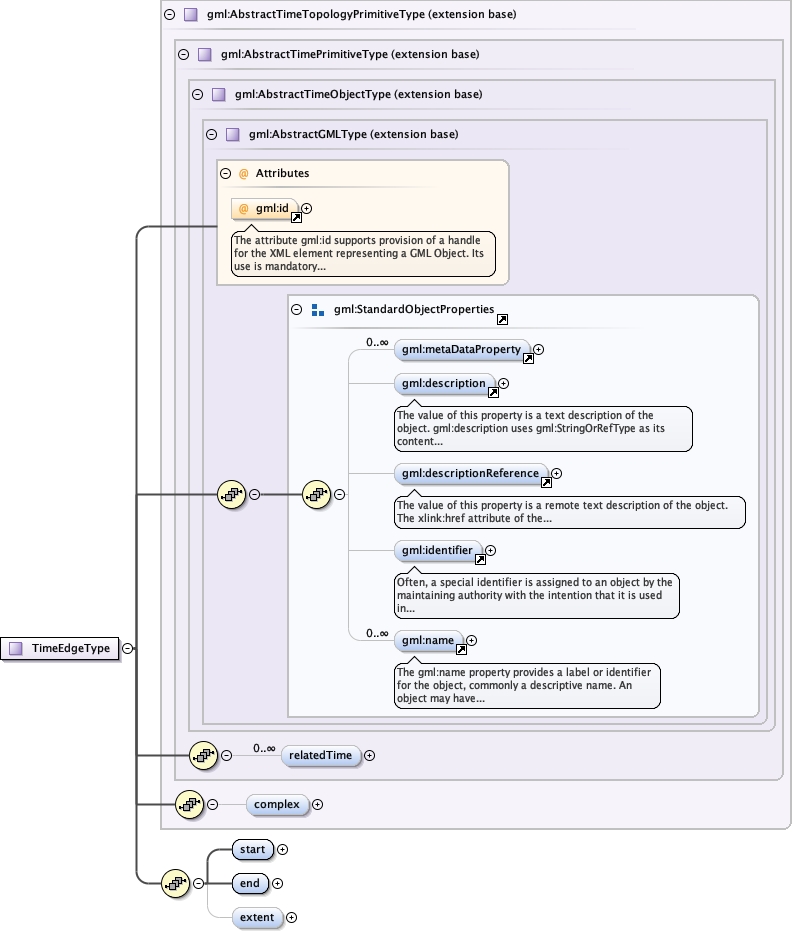 gml:AbstractTimeTopologyPrimitiveType (extension base)
gml:AbstractTimePrimitiveType (extension base)
gml:AbstractTimeObjectType (extension base)
gml:AbstractGMLType (extension base)
@ Attributes
@ gml:id
The attribute gml:id supports provision of a handle
for the XML element representing a GML Object. Its
use is mandatory...
gml:StandardObjectProperties
0..∞
gml:metaDataProperty
gml:description
The value of this property is a text description of the
object. gml:description uses gml:StringOrRefType as its
content...
gml:descriptionReference
The value of this property is a remote text description of the object.
The xlink:href attribute of the...
gml:identifier
Often, a special identifier is assigned to an object by the
maintaining authority with the intention that it is used
in...
0..∞
gml:name
The gml:name property provides a label or identifier
for the object, commonly a descriptive name. An
object may have...
TimeEdgeType
0..∞
relatedTime
complex
start
end
extent